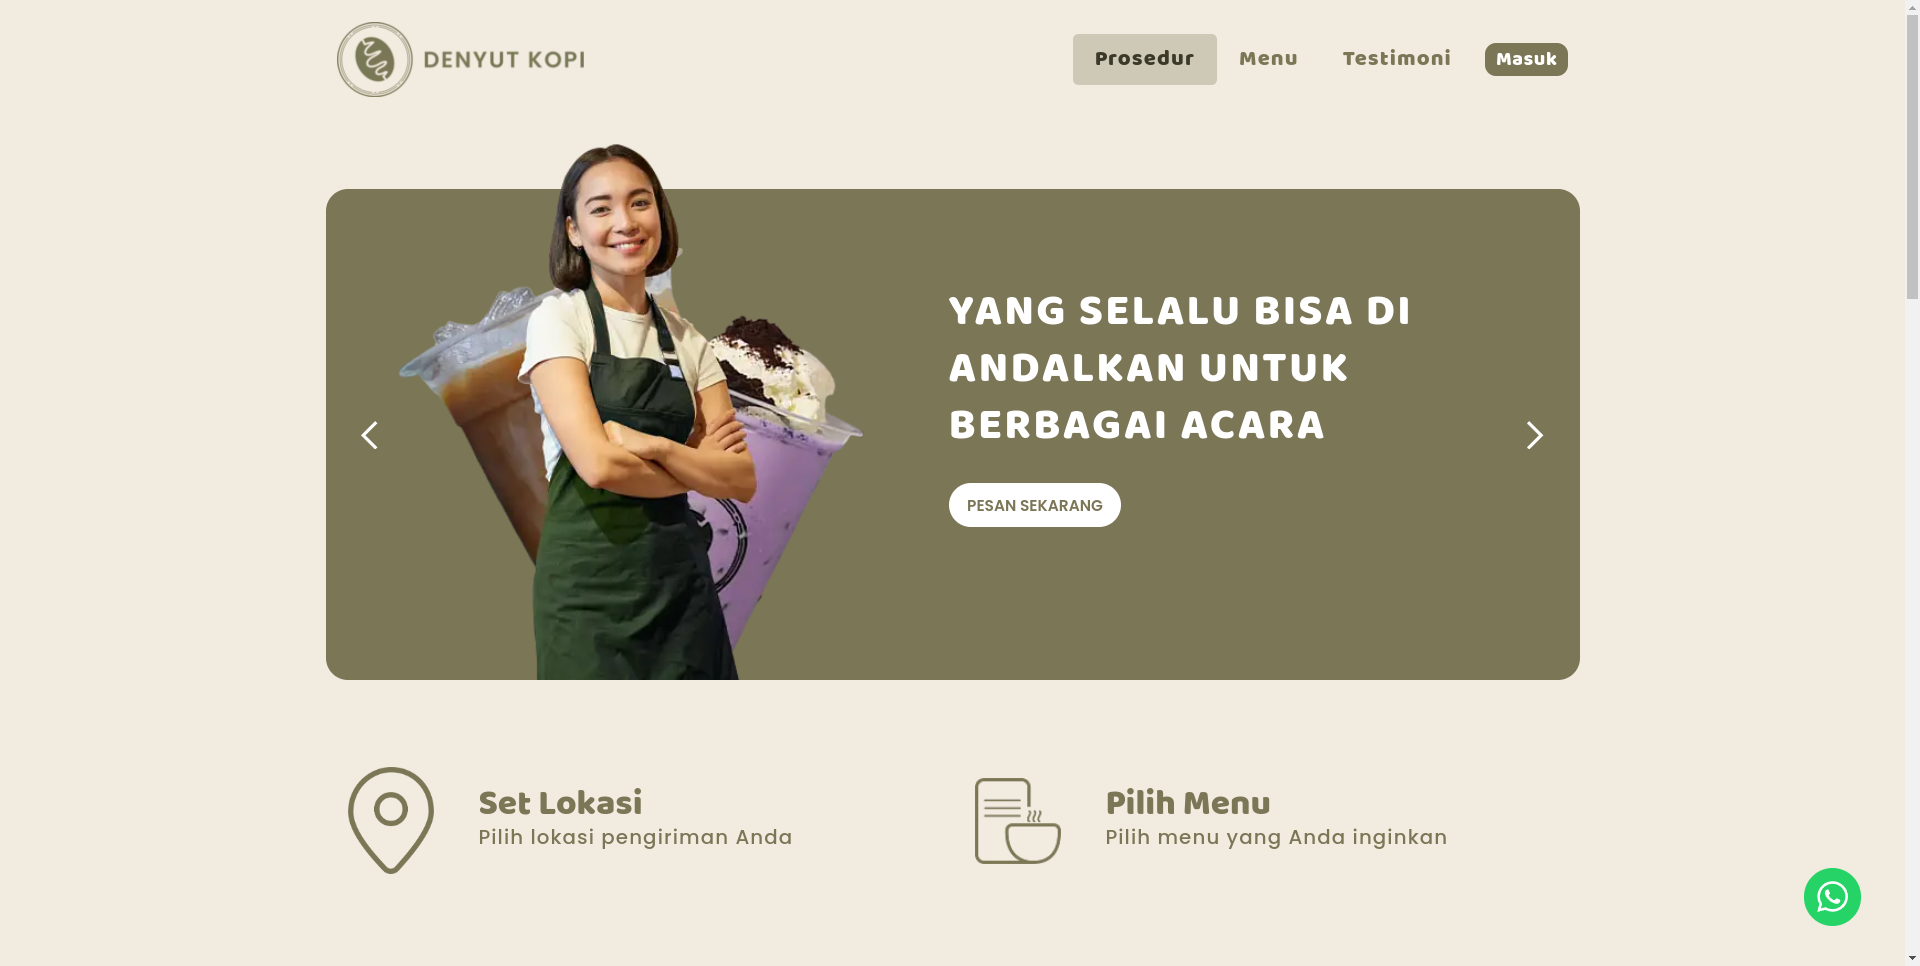 DENYUT KOPI
Prosedur
Menu
Testimoni
Masuk
YANG SELALU BISA DI
ANDALKAN UNTUK
BERBAGAI ACARA
PESAN SEKARANG
Set Lokasi
Pilih lokasi pengiriman Anda
Pilih Menu
Pilih menu yang Anda inginkan